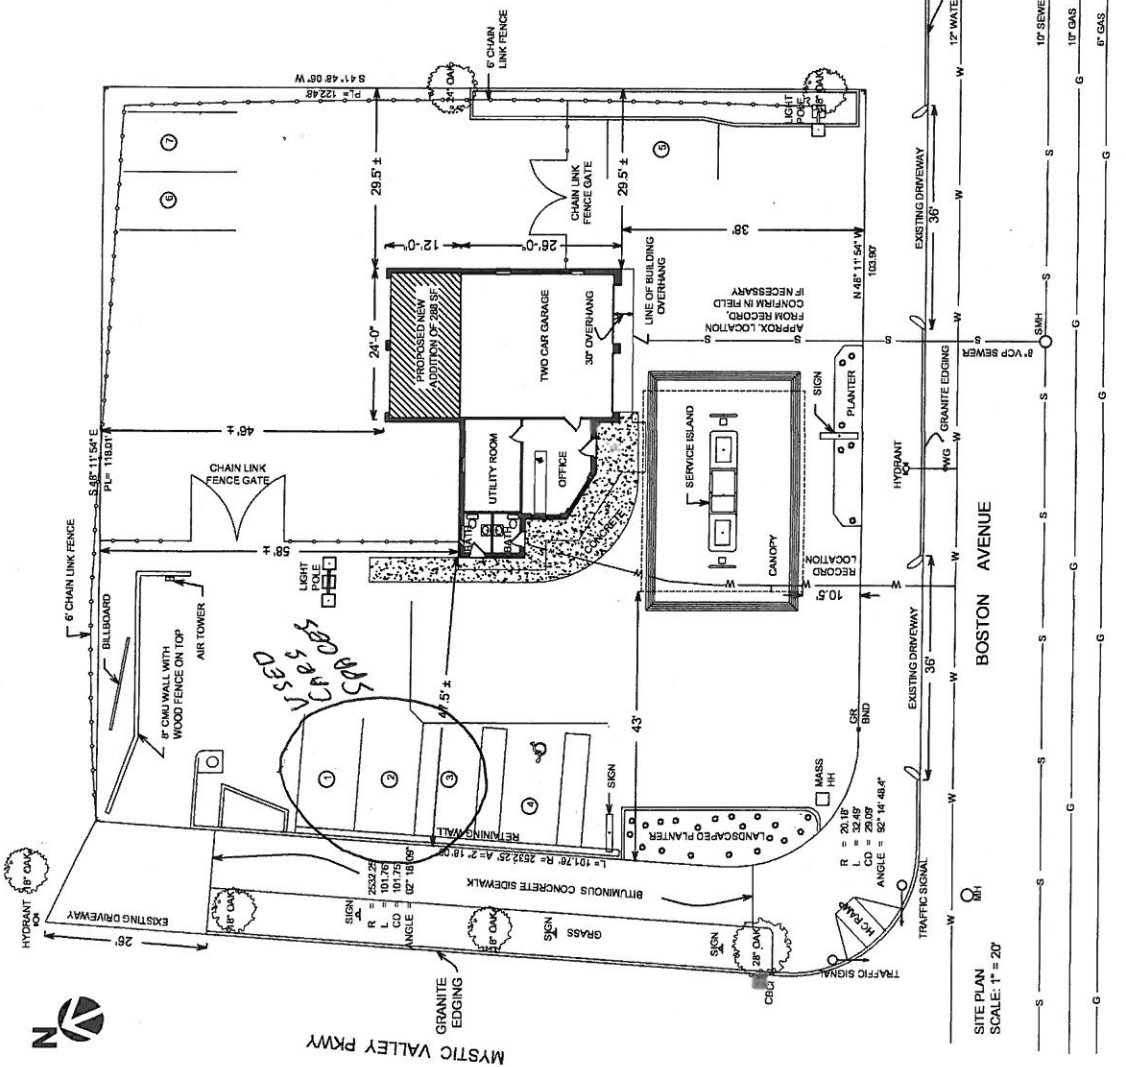 S 41° 48' 06" W
PL= 122.48'
24" OAK
6' CHAIN
LINK FENCE
LIGHT
POLE
18" OAK
12" WATE
10" SEWE
10" GAS
6" GAS
7
6
5
29.5' ±
29.5' ±
CHAIN LINK
FENCE GATE
12'-0"
26'-0"
38'
N 48° 11' 54" W
103.90'
EXISTING DRIVEWAY
36'
24'-0"
PROPOSED NEW
ADDITION OF 288 SF.
TWO CAR GARAGE
30" OVERHANG
LINE OF BUILDING
OVERHANG
APPROX. LOCATION
FROM RECORD,
CONFIRM IN FIELD
IF NECESSARY
8" VCP SEWER
SMH
S 48° 11' 54" E
PL= 118.01'
46' ±
CHAIN LINK
FENCE GATE
58' ±
UTILITY ROOM
OFFICE
BATH
BATH
CONCRETE
SERVICE ISLAND
CANOPY
SIGN
PLANTER
HYDRANT
GRANITE EDGING
WG
RECORD
LOCATION
10.5'
BOSTON AVENUE
6' CHAIN LINK FENCE
BILLBOARD
8" CMU WALL WITH
WOOD FENCE ON TOP
AIR TOWER
LIGHT
POLE
USED
CARS
SPACES
47.5' ±
43'
EXISTING DRIVEWAY
36'
GR
BND
1
2
3
4
SIGN
RETAINING WALL
LANDSCAPED PLANTER
MASS
HH
R = 20.18'
L = 32.49'
CD = 29.09'
ANGLE = 92° 14' 48.4"
L= 101.76' R= 2532.25' A= 2° 18' 09"
BITUMINOUS CONCRETE SIDEWALK
R = 2532.25'
L = 101.76'
CD = 101.75'
ANGLE = 02° 18' 09"
HYDRANT
18" OAK
EXISTING DRIVEWAY
26'
18" OAK
SIGN
18" OAK
SIGN
GRASS
SIGN
28" OAK
CBCI
HC RAMP
TRAFFIC SIGNAL
TRAFFIC SIGNAL
MH
GRANITE
EDGING
MYSTIC VALLEY PKWY
N
SITE PLAN
SCALE: 1" = 20'